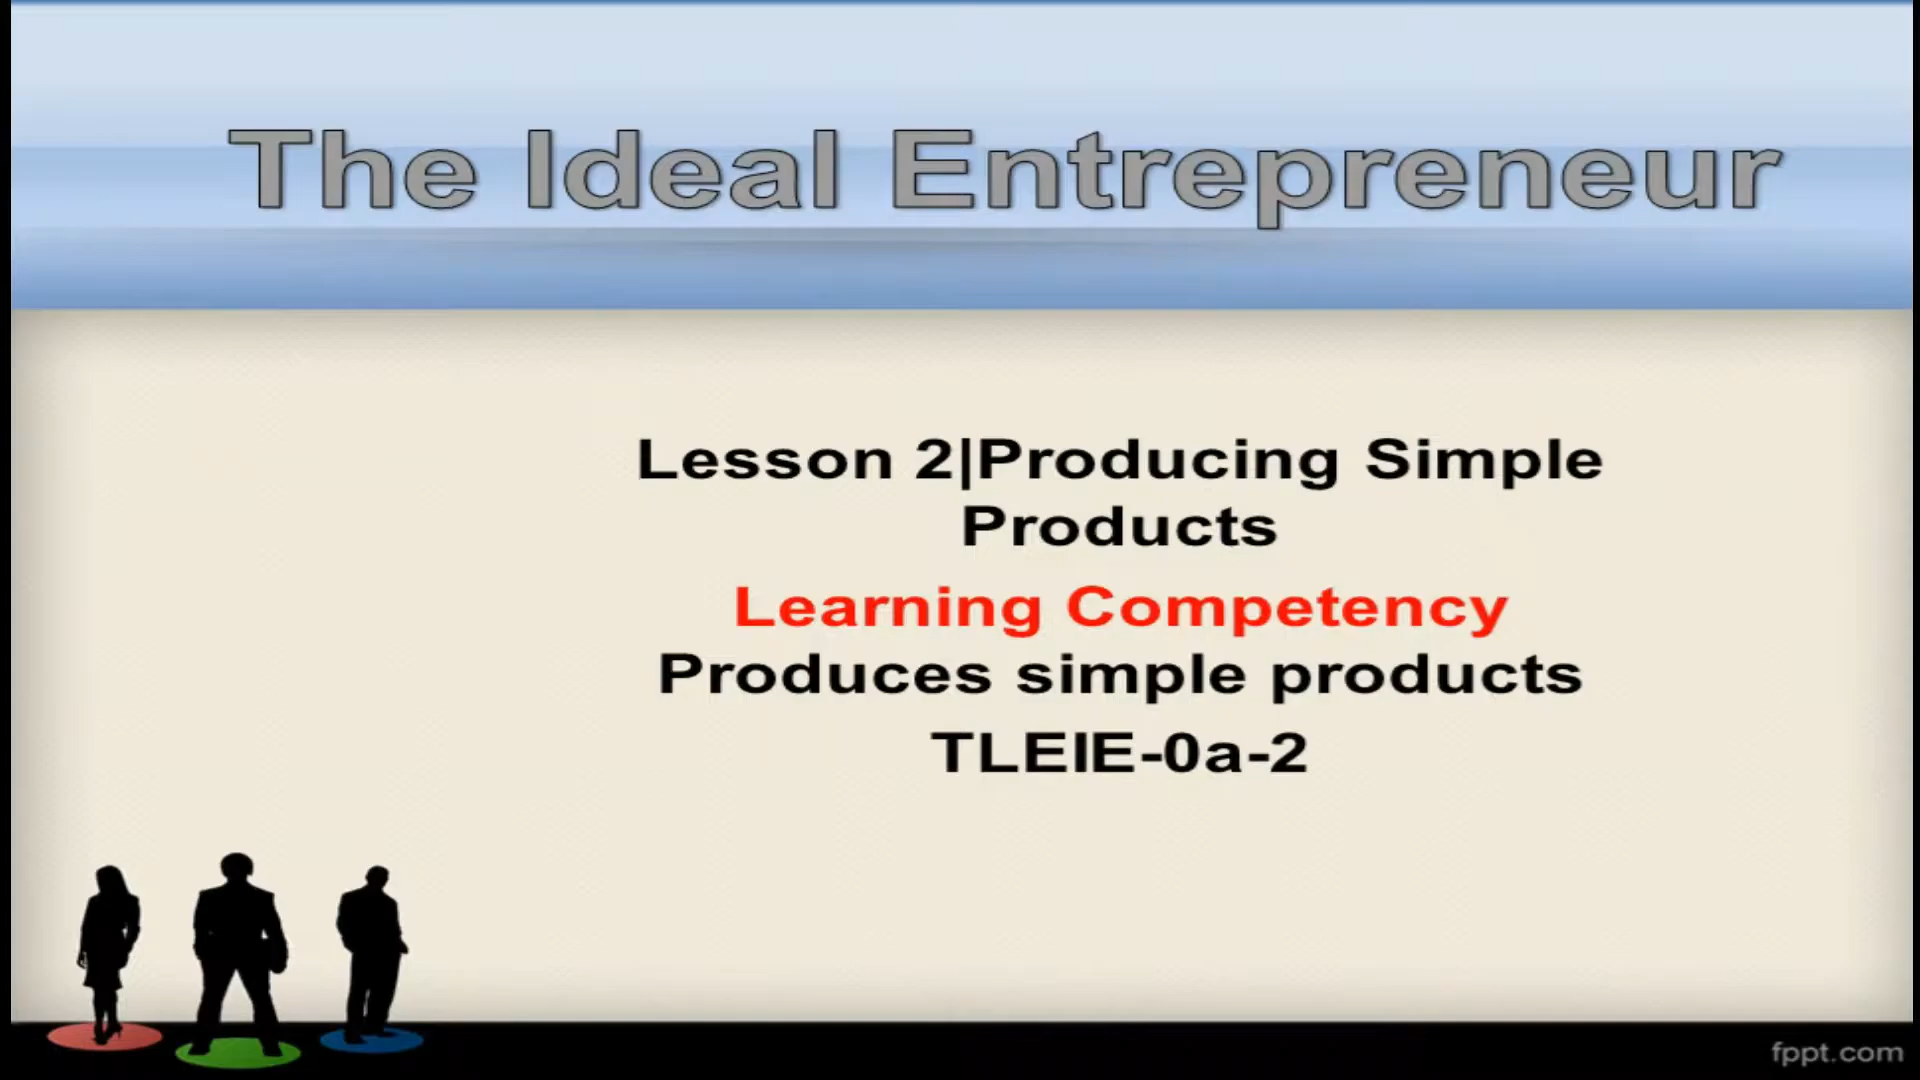 The Ideal Entrepreneur
Lesson 2|Producing Simple
Products
Learning Competency
Produces simple products
TLEIE-0a-2
fppt.com